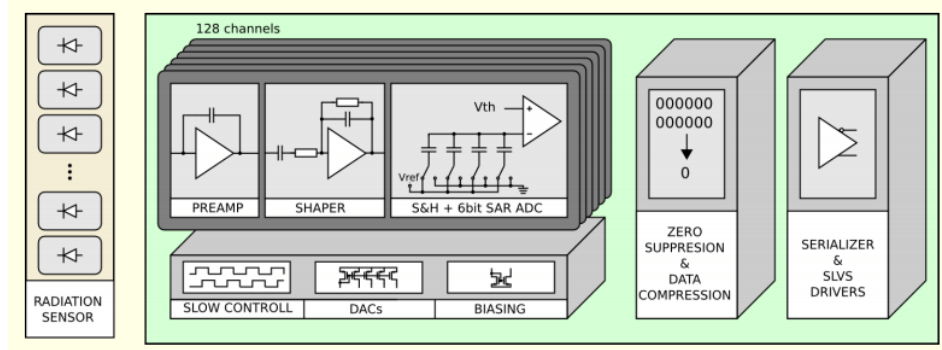 128 channels
Vth
+
−
Vref
PREAMP
SHAPER
S&H + 6bit SAR ADC
SLOW CONTROLL
DACs
BIASING
RADIATION
SENSOR
000000
000000
0
ZERO
SUPPRESION
&
DATA
COMPRESSION
SERIALIZER
&
SLVS
DRIVERS